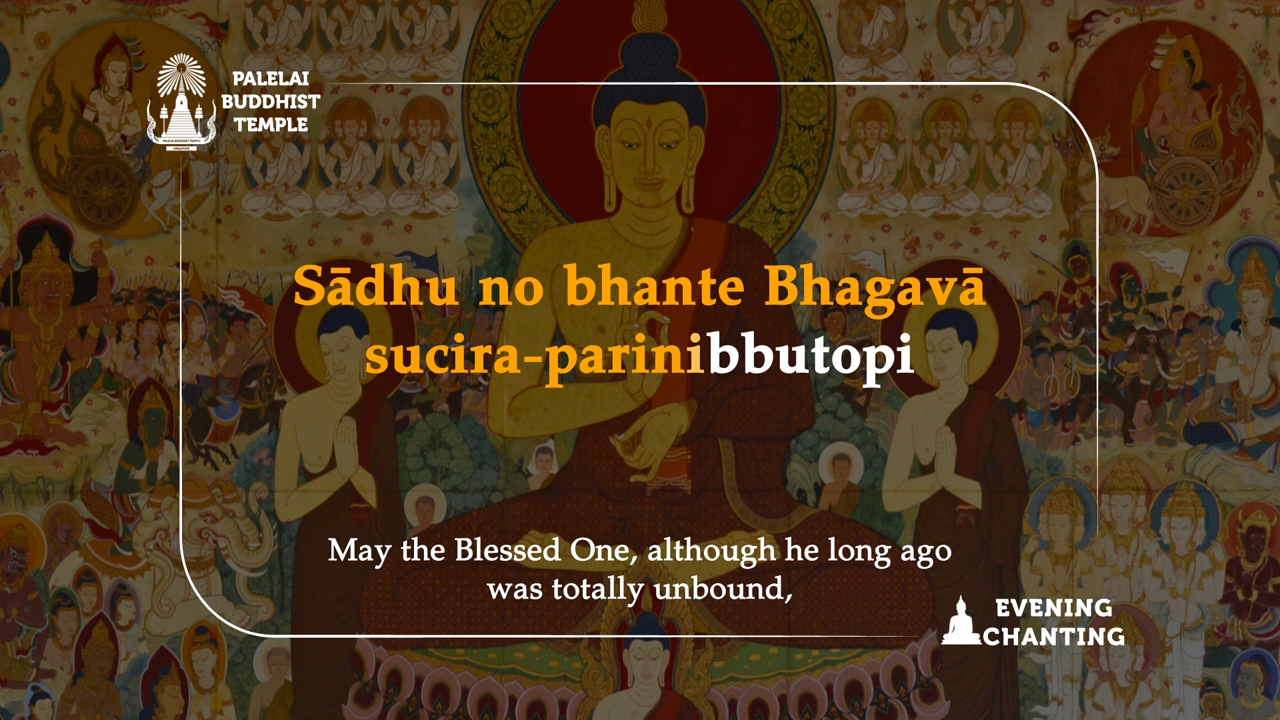 PALELAI
BUDDHIST
TEMPLE
Sādhu no bhante Bhagavā
sucira-parinibbutopi
May the Blessed One, although he long ago
was totally unbound,
EVENING
CHANTING